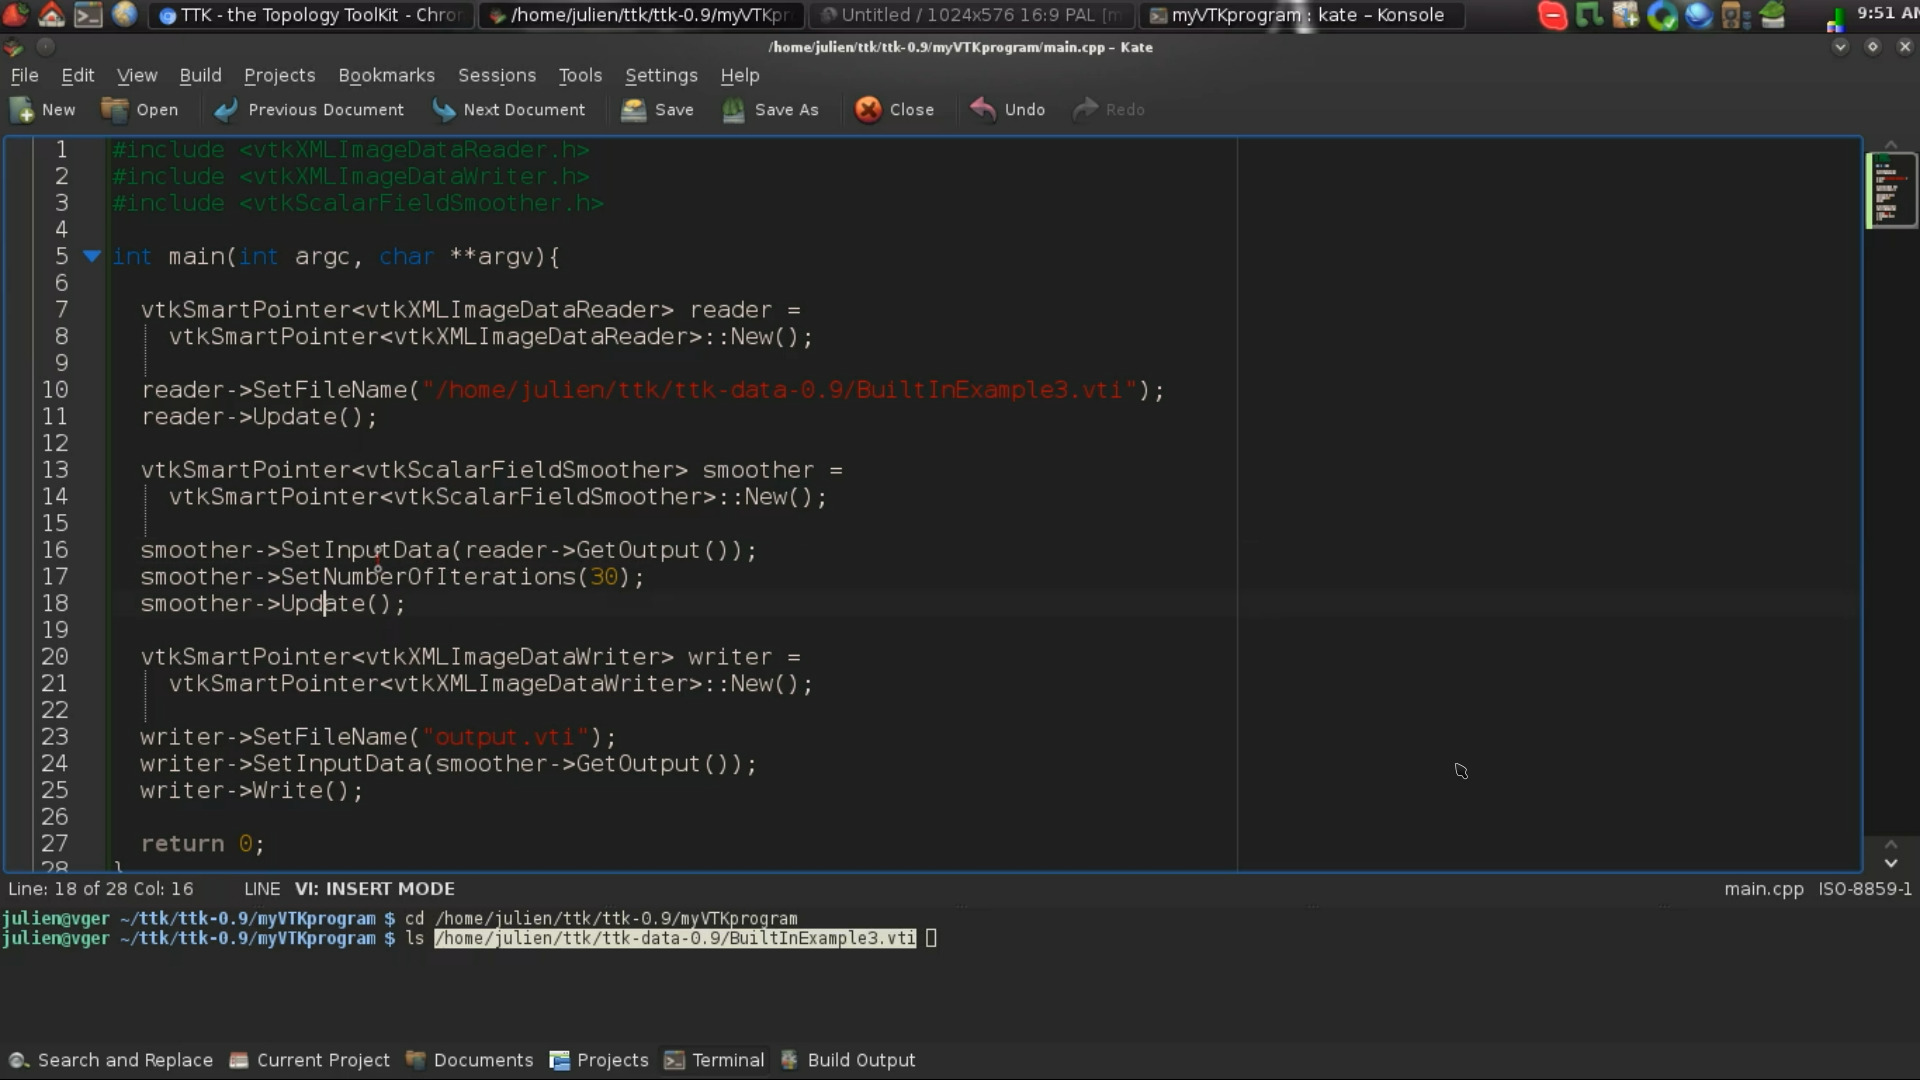 TTK - the Topology ToolKit - Chror
/home/julien/ttk/ttk-0.9/myVTKpr
Untitled / 1024x576 16:9 PAL [m
myVTKprogram : kate – Konsole
9:51 AM
/home/julien/ttk/ttk-0.9/myVTKprogram/main.cpp – Kate
File Edit View Build Projects Bookmarks Sessions Tools Settings Help
New Open Previous Document Next Document Save Save As Close Undo Redo
1 #include <vtkXMLImageDataReader.h>
2 #include <vtkXMLImageDataWriter.h>
3 #include <vtkScalarFieldSmoother.h>
4
5 int main(int argc, char **argv){
6
7 vtkSmartPointer<vtkXMLImageDataReader> reader =
8 vtkSmartPointer<vtkXMLImageDataReader>::New();
9
10 reader->SetFileName("/home/julien/ttk/ttk-data-0.9/BuiltInExample3.vti");
11 reader->Update();
12
13 vtkSmartPointer<vtkScalarFieldSmoother> smoother =
14 vtkSmartPointer<vtkScalarFieldSmoother>::New();
15
16 smoother->SetInputData(reader->GetOutput());
17 smoother->SetNumberOfIterations(30);
18 smoother->Update();
19
20 vtkSmartPointer<vtkXMLImageDataWriter> writer =
21 vtkSmartPointer<vtkXMLImageDataWriter>::New();
22
23 writer->SetFileName("output.vti");
24 writer->SetInputData(smoother->GetOutput());
25 writer->Write();
26
27 return 0;
28 }
Line: 18 of 28 Col: 16 LINE VI: INSERT MODE main.cpp ISO-8859-1
julien@vger ~/ttk/ttk-0.9/myVTKprogram $ cd /home/julien/ttk/ttk-0.9/myVTKprogram
julien@vger ~/ttk/ttk-0.9/myVTKprogram $ ls /home/julien/ttk/ttk-data-0.9/BuiltInExample3.vti
Search and Replace Current Project Documents Projects Terminal Build Output